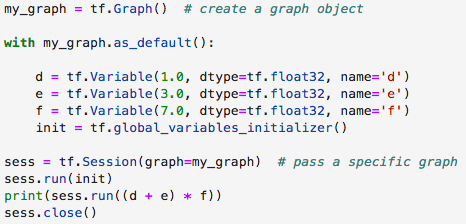 my_graph = tf.Graph()  # create a graph object
with my_graph.as_default():
    d = tf.Variable(1.0, dtype=tf.float32, name='d')
    e = tf.Variable(3.0, dtype=tf.float32, name='e')
    f = tf.Variable(7.0, dtype=tf.float32, name='f')
    init = tf.global_variables_initializer()
sess = tf.Session(graph=my_graph)  # pass a specific graph
sess.run(init)
print(sess.run((d + e) * f))
sess.close()